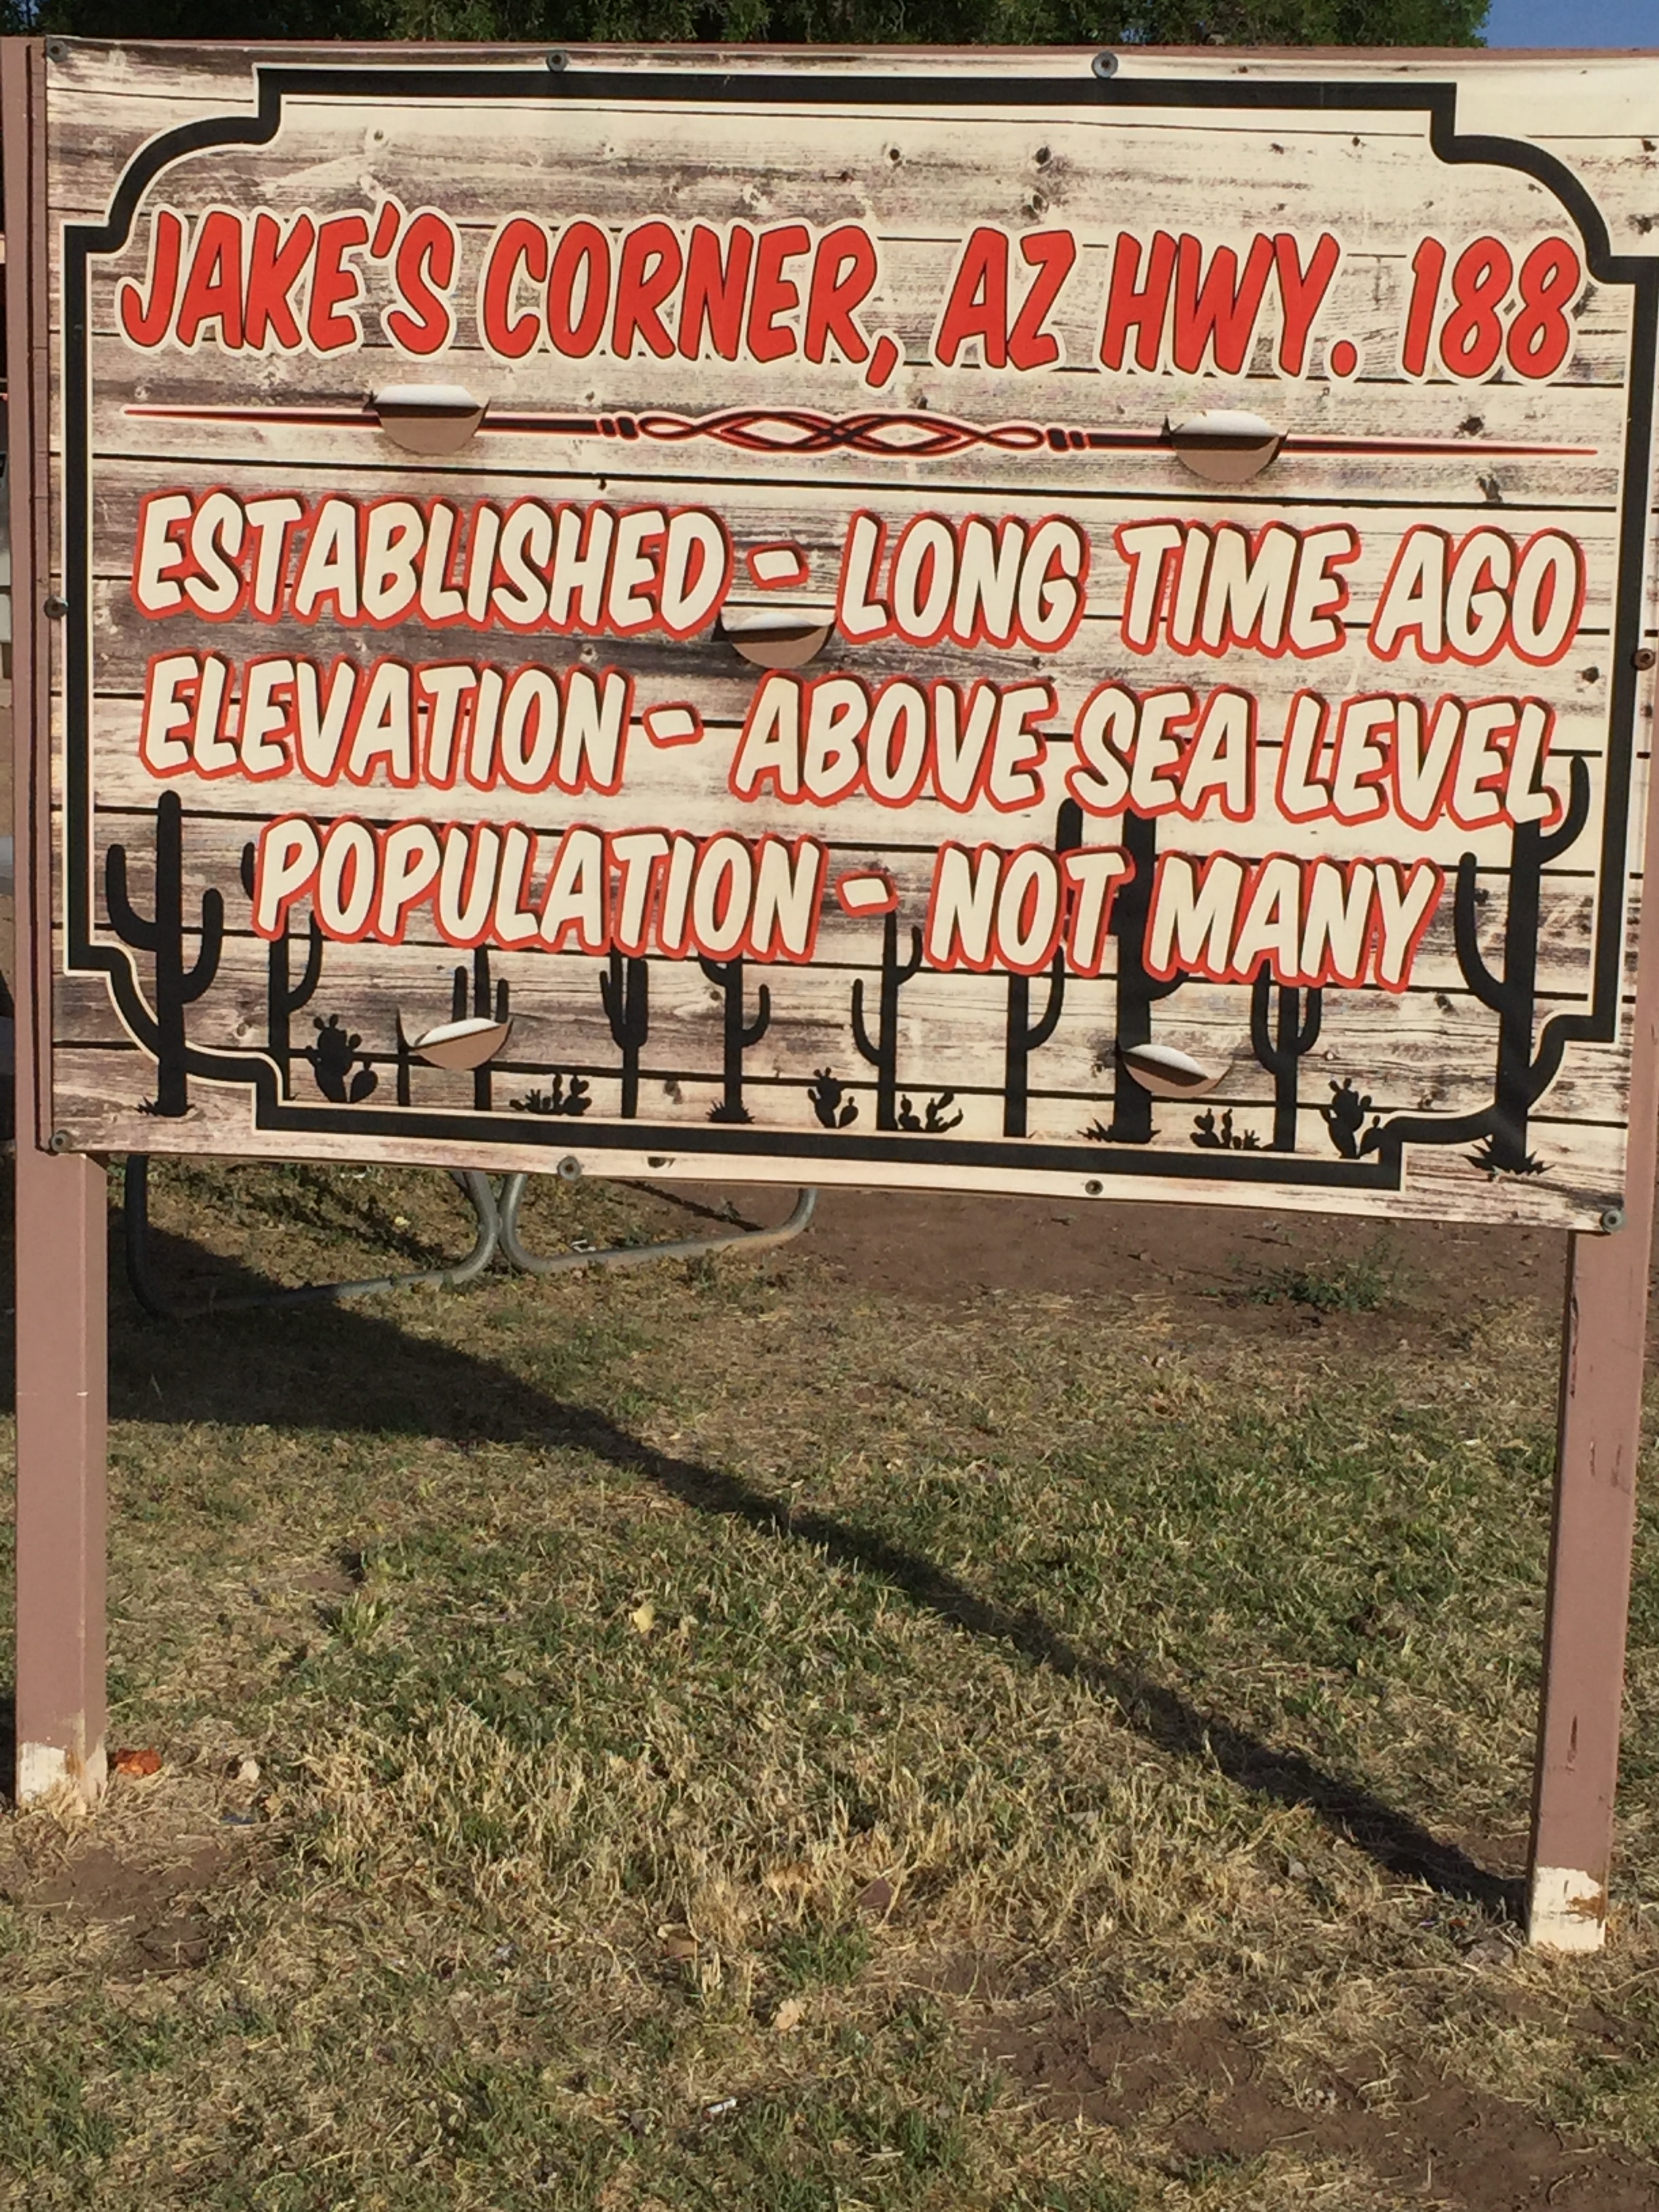 JAKE'S CORNER, AZ HWY. 188
ESTABLISHED - LONG TIME AGO
ELEVATION - ABOVE SEA LEVEL
POPULATION - NOT MANY